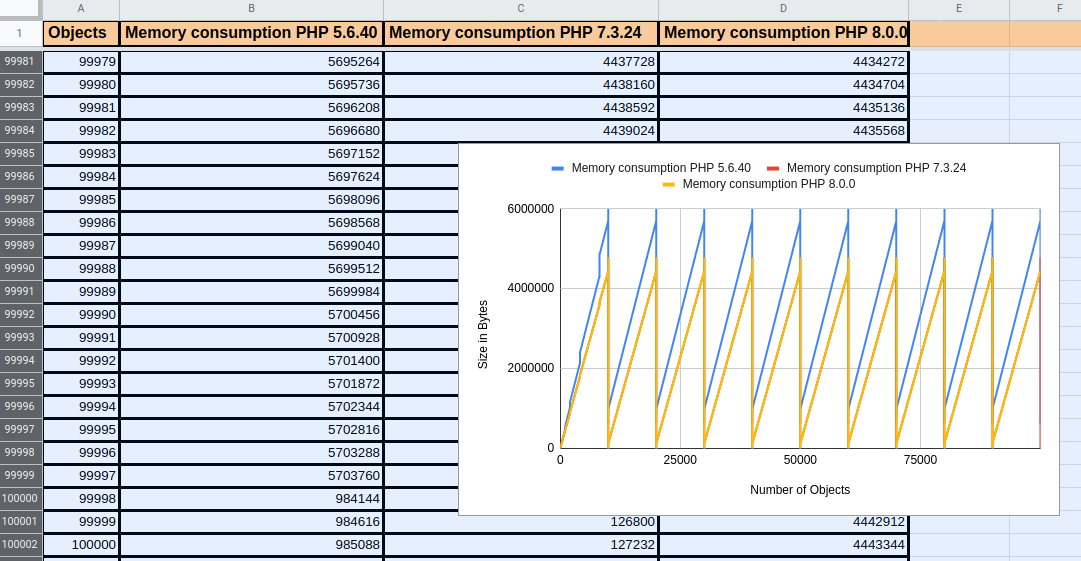 A B C D E F
1 Objects Memory consumption PHP 5.6.40 Memory consumption PHP 7.3.24 Memory consumption PHP 8.0.0
99981 99979 5695264 4437728 4434272
99982 99980 5695736 4438160 4434704
99983 99981 5696208 4438592 4435136
99984 99982 5696680 4439024 4435568
99985 99983 5697152
99986 99984 5697624
99987 99985 5698096
99988 99986 5698568
99989 99987 5699040
99990 99988 5699512
99991 99989 5699984
99992 99990 5700456
99993 99991 5700928
99994 99992 5701400
99995 99993 5701872
99996 99994 5702344
99997 99995 5702816
99998 99996 5703288
99999 99997 5703760
100000 99998 984144
100001 99999 984616 126800 4442912
100002 100000 985088 127232 4443344
Memory consumption PHP 5.6.40 Memory consumption PHP 7.3.24
Memory consumption PHP 8.0.0
Size in Bytes
6000000
4000000
2000000
0
0 25000 50000 75000
Number of Objects